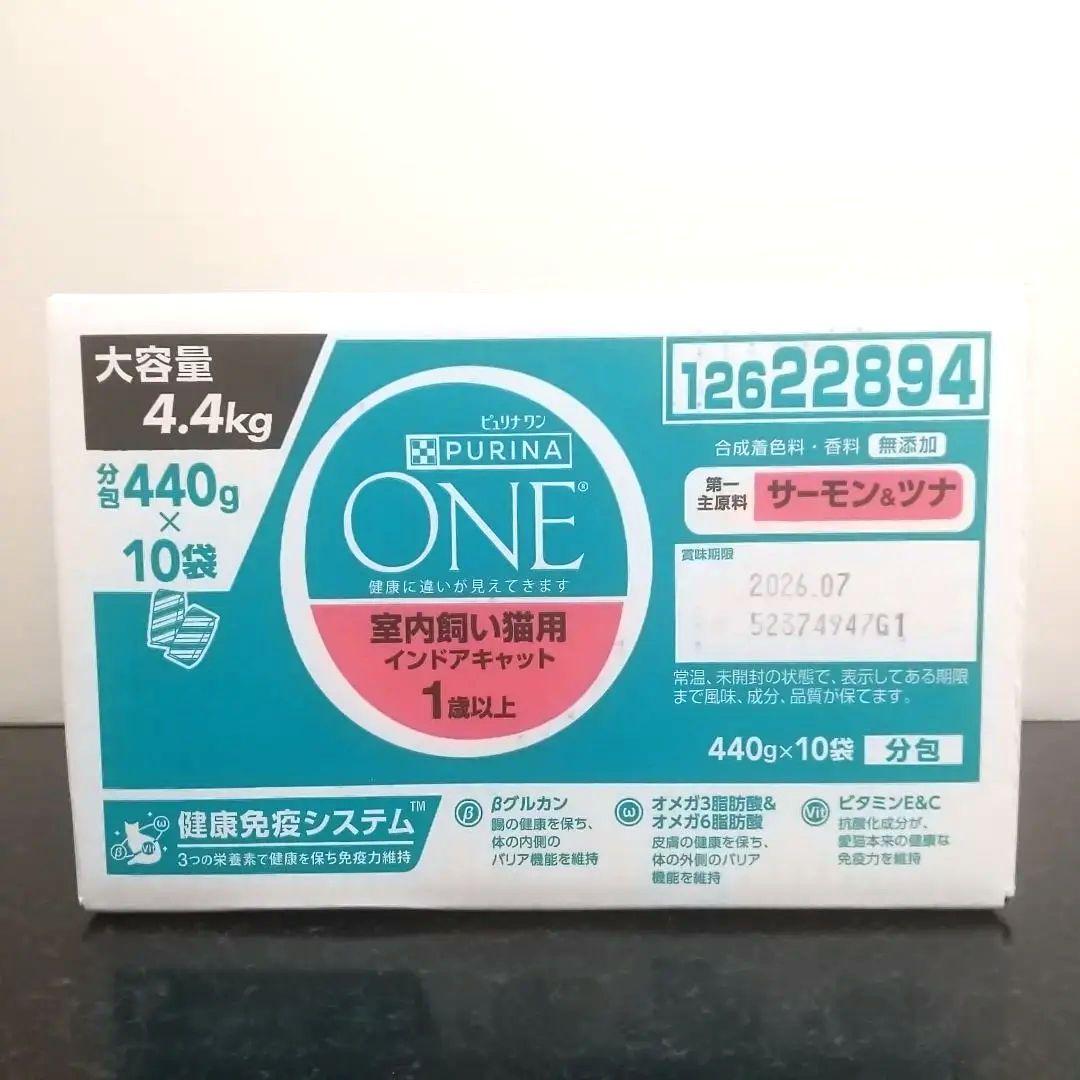 大容量
4.4kg
分包440g
×
10袋
ピュリナ ワン
PURINA
ONE®
健康に違いが見えてきます
室内飼い猫用
インドアキャット
1歳以上
12622894
合成着色料・香料 無添加
第一
主原料
サーモン&ツナ
賞味期限
2026.07
52374947G1
常温、未開封の状態で、表示してある期限
まで風味、成分、品質が保てます。
440g×10袋 分包
β
ω
Vit
健康免疫システム™
3つの栄養素で健康を保ち免疫力維持
β
βグルカン
腸の健康を保ち、
体の内側の
バリア機能を維持
ω
オメガ3脂肪酸&
オメガ6脂肪酸
皮膚の健康を保ち、
体の外側のバリア
機能を維持
Vit
ビタミンE&C
抗酸化成分が、
愛猫本来の健康な
免疫力を維持